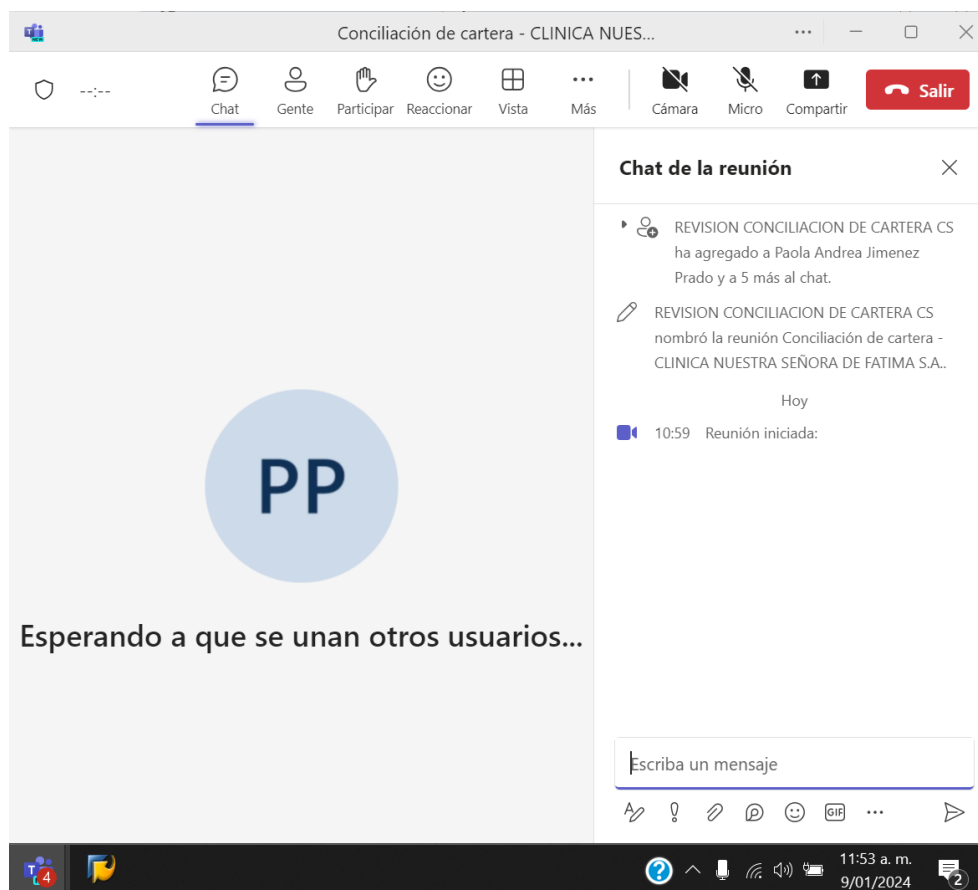 Conciliación de cartera - CLINICA NUES...
--:--
Chat
Gente
Participar
Reaccionar
Vista
Más
Cámara
Micro
Compartir
Salir
Chat de la reunión
REVISION CONCILIACION DE CARTERA CS
ha agregado a Paola Andrea Jimenez
Prado y a 5 más al chat.
REVISION CONCILIACION DE CARTERA CS
nombró la reunión Conciliación de cartera -
CLINICA NUESTRA SEÑORA DE FATIMA S.A..
Hoy
10:59 Reunión iniciada:
PP
Esperando a que se unan otros usuarios...
Escriba un mensaje
GIF
T
4
11:53 a. m.
9/01/2024
2